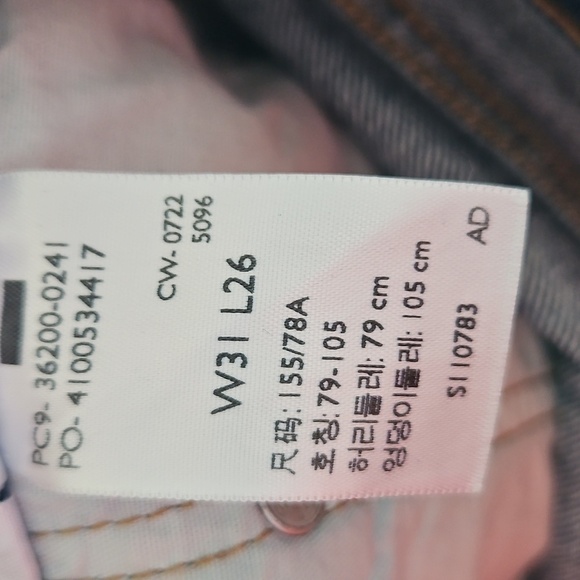 PC9- 36200-0241
PO- 4100534417
CW- 0722
5096
W31 L26
尺码: 155/78A
호칭: 79-105
허리둘레: 79 cm
엉덩이둘레: 105 cm
S110783 AD